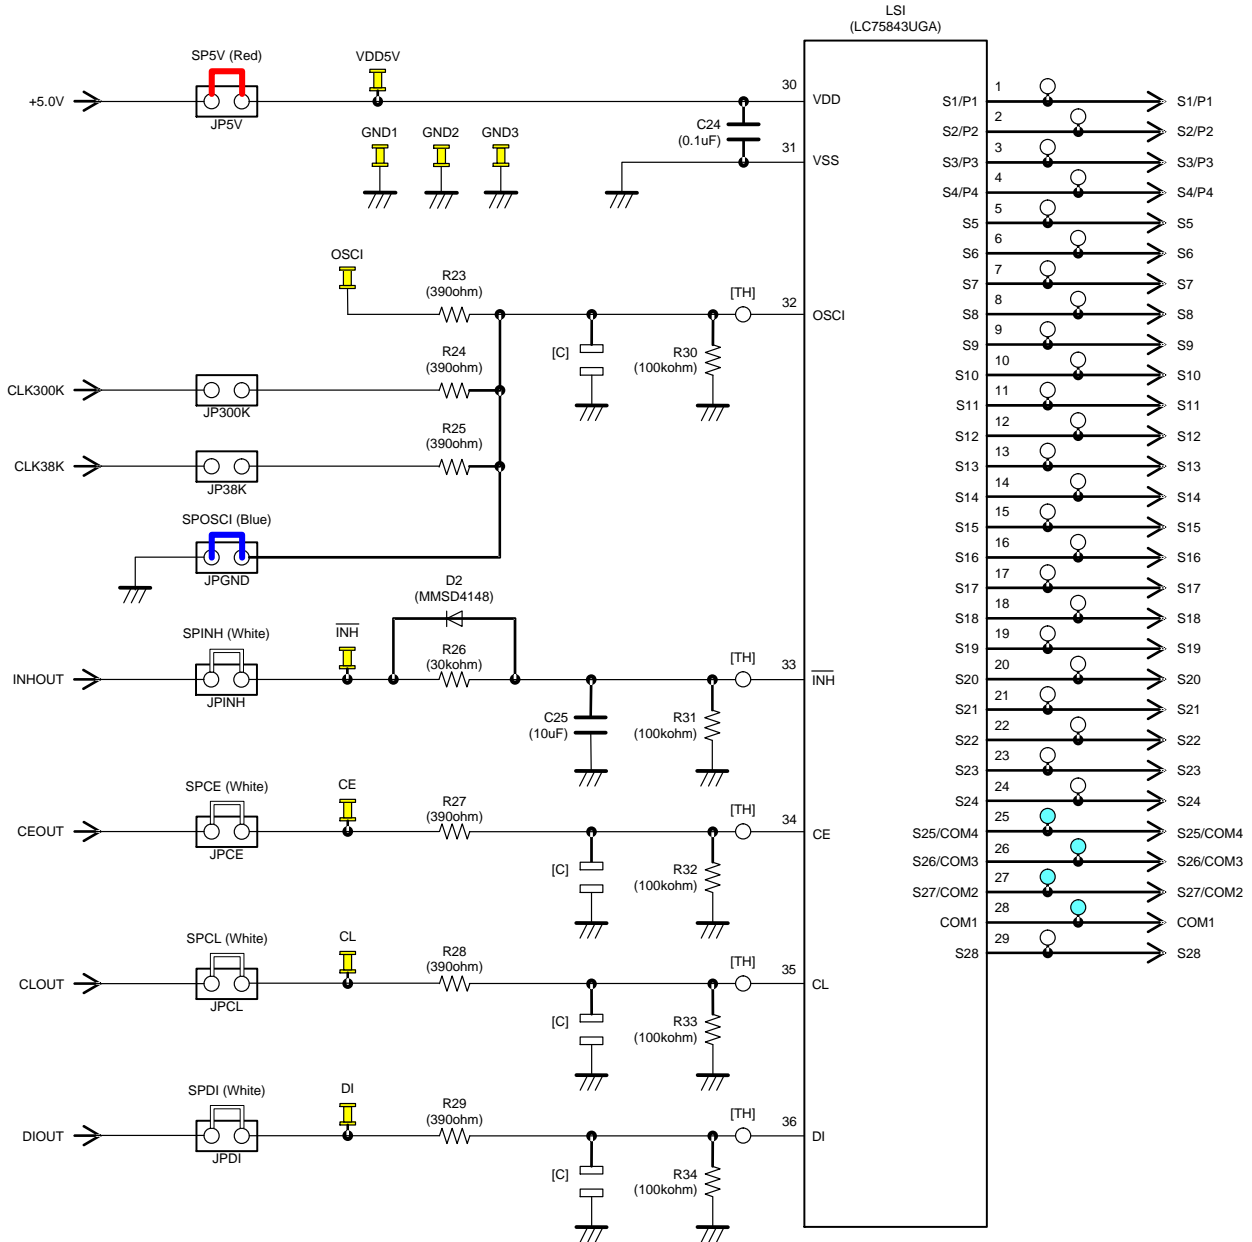 LSI
(LC75843UGA)
SP5V (Red)
VDD5V
+5.0V
JP5V
GND1
GND2
GND3
C24
(0.1uF)
30
VDD
31
VSS
OSCI
R23
(390ohm)
[C]
R30
(100kohm)
[TH]
32
OSCI
CLK300K
JP300K
R24
(390ohm)
CLK38K
JP38K
R25
(390ohm)
SPOSCI (Blue)
JPGND
D2
(MMSD4148)
SPINH (White)
INHOUT
JPINH
INH
R26
(30kohm)
C25
(10uF)
R31
(100kohm)
[TH]
33
INH
SPCE (White)
CEOUT
JPCE
CE
R27
(390ohm)
[C]
R32
(100kohm)
[TH]
34
CE
SPCL (White)
CLOUT
JPCL
CL
R28
(390ohm)
[C]
R33
(100kohm)
[TH]
35
CL
SPDI (White)
DIOUT
JPDI
DI
R29
(390ohm)
[C]
R34
(100kohm)
[TH]
36
DI
S1/P1 1 S1/P1
S2/P2 2 S2/P2
S3/P3 3 S3/P3
S4/P4 4 S4/P4
S5 5 S5
S6 6 S6
S7 7 S7
S8 8 S8
S9 9 S9
S10 10 S10
S11 11 S11
S12 12 S12
S13 13 S13
S14 14 S14
S15 15 S15
S16 16 S16
S17 17 S17
S18 18 S18
S19 19 S19
S20 20 S20
S21 21 S21
S22 22 S22
S23 23 S23
S24 24 S24
S25/COM4 25 S25/COM4
S26/COM3 26 S26/COM3
S27/COM2 27 S27/COM2
COM1 28 COM1
S28 29 S28